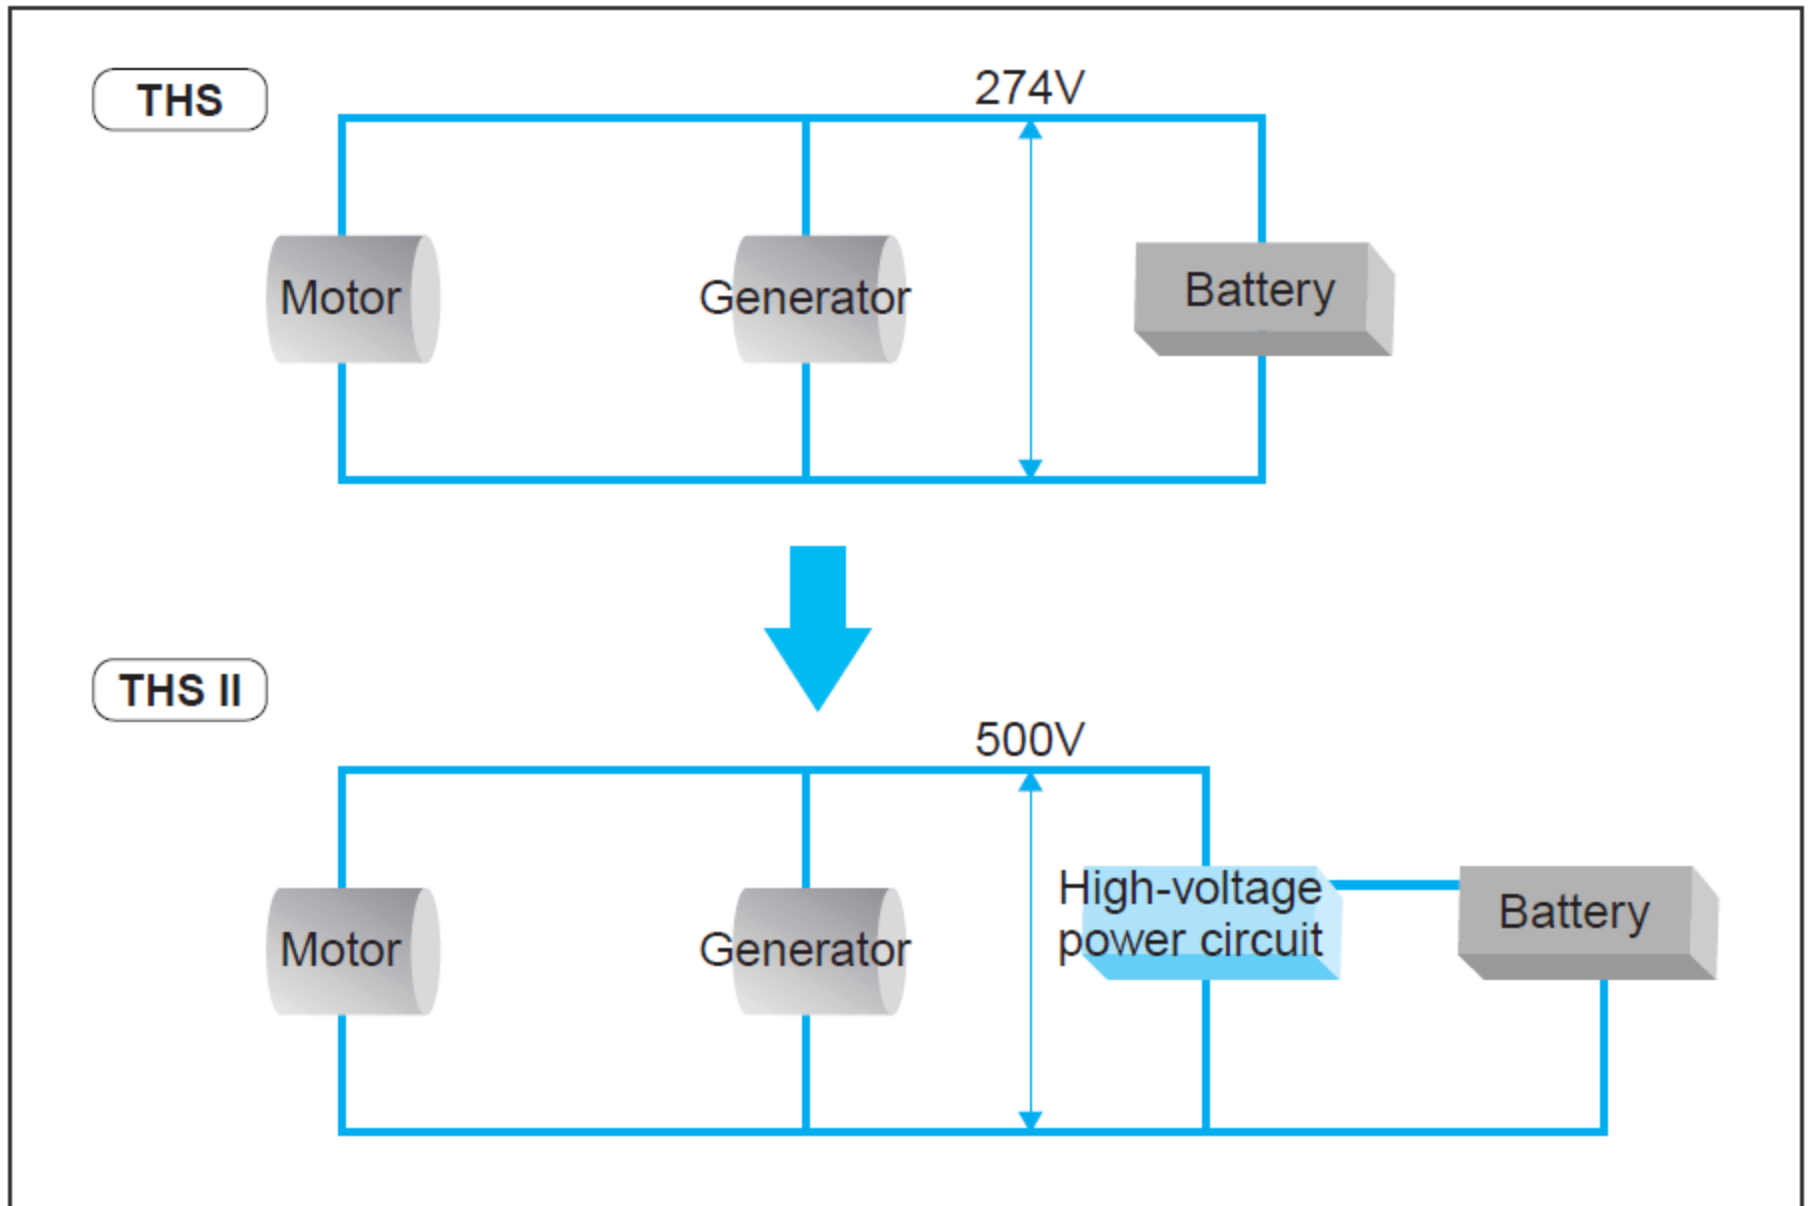 THS
274V
Motor
Generator
Battery
THS II
500V
Motor
Generator
High-voltage
power circuit
Battery